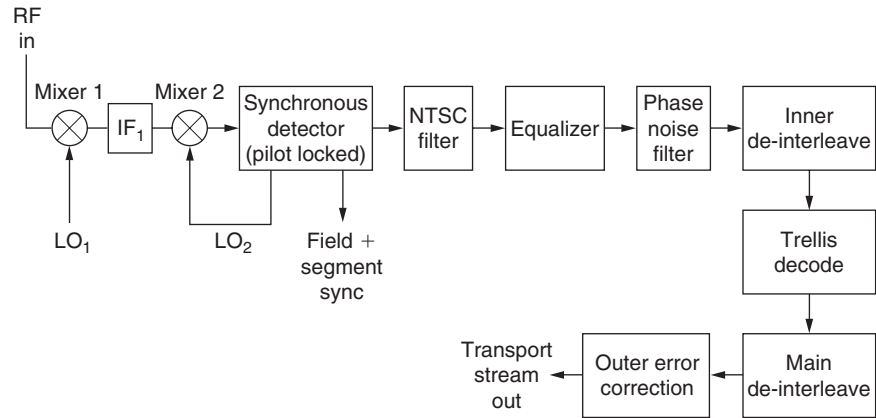 RF
in
Mixer 1
IF₁
Mixer 2
LO₁
LO₂
Synchronous
detector
(pilot locked)
Field +
segment
sync
NTSC
filter
Equalizer
Phase
noise
filter
Inner
de-interleave
Trellis
decode
Main
de-interleave
Outer error
correction
Transport
stream
out